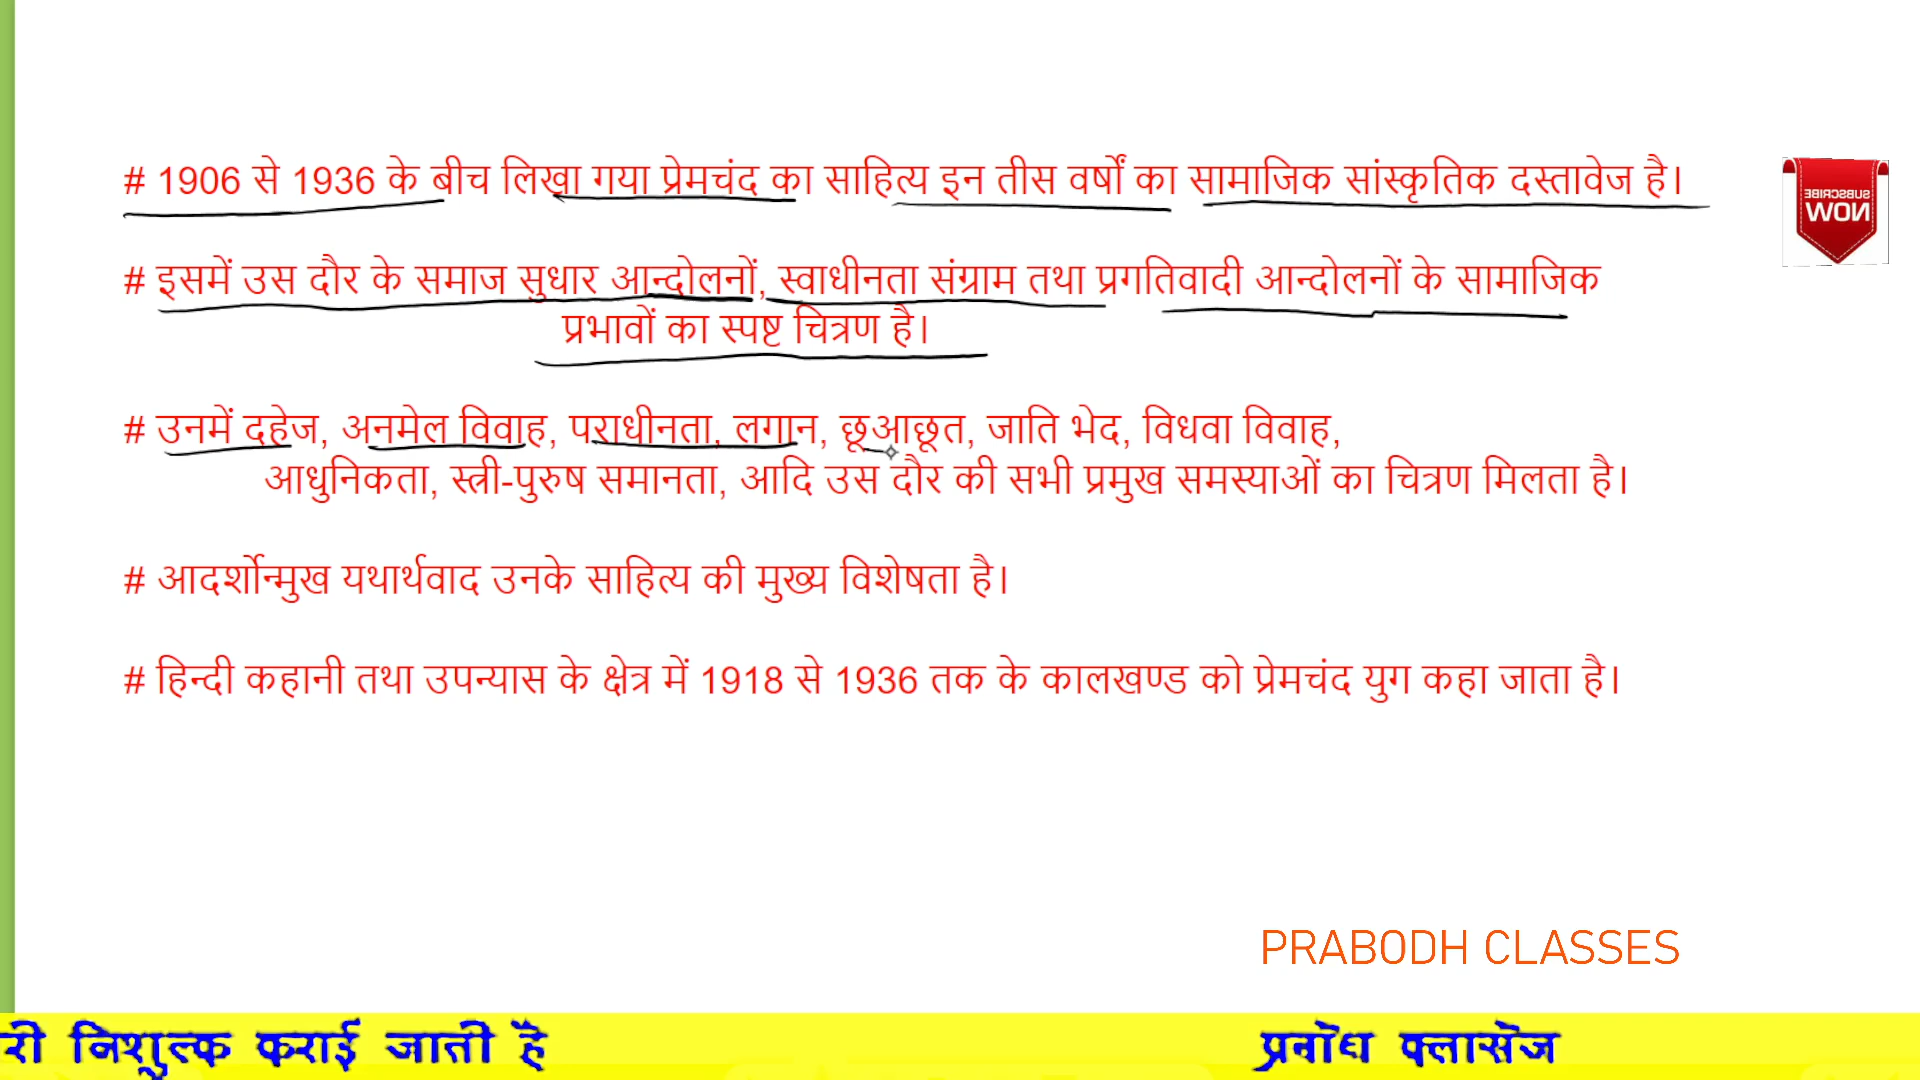 # 1906 से 1936 के बीच लिखा गया प्रेमचंद का साहित्य इन तीस वर्षों का सामाजिक सांस्कृतिक दस्तावेज है।
SUBSCRIBE
NOW
# इसमें उस दौर के समाज सुधार आन्दोलनों, स्वाधीनता संग्राम तथा प्रगतिवादी आन्दोलनों के सामाजिक
प्रभावों का स्पष्ट चित्रण है।
# उनमें दहेज, अनमेल विवाह, पराधीनता, लगान, छूआछूत, जाति भेद, विधवा विवाह,
आधुनिकता, स्त्री-पुरुष समानता, आदि उस दौर की सभी प्रमुख समस्याओं का चित्रण मिलता है।
# आदर्शोन्मुख यथार्थवाद उनके साहित्य की मुख्य विशेषता है।
# हिन्दी कहानी तथा उपन्यास के क्षेत्र में 1918 से 1936 तक के कालखण्ड को प्रेमचंद युग कहा जाता है।
PRABODH CLASSES
री निशुल्क कराई जाती है प्रबोध क्लासेज